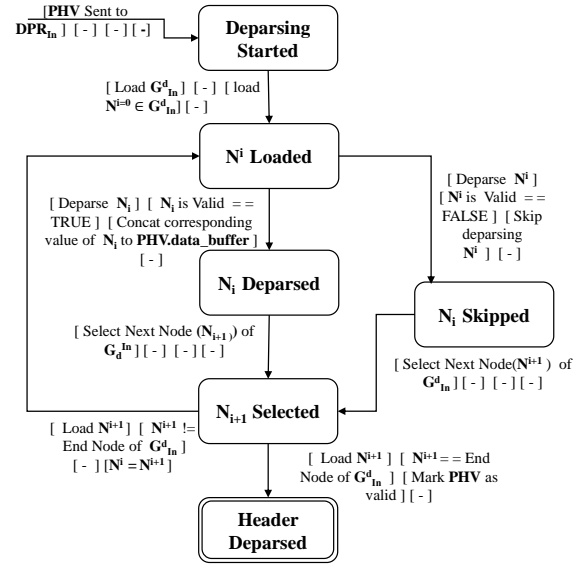 [PHV Sent to
DPR_In ] [ - ] [ - ] [ - ]
Deparsing
Started
[ Load G^d_In ] [ - ] [ load
N^i=0 ∈ G^d_In ] [ - ]
N^i Loaded
[ Deparse N_i ] [ N_i is Valid ==
TRUE ] [ Concat corresponding
value of N_i to PHV.data_buffer ]
[ - ]
[ Deparse N^i ]
[ N^i is Valid ==
FALSE ] [ Skip
deparsing
N^i ] [ - ]
N_i Deparsed
N_i Skipped
[ Select Next Node (N_i+1) of
G_d^In ] [ - ] [ - ] [ - ]
[ Select Next Node(N^i+1 ) of
G^d_In ] [ - ] [ - ] [ - ]
N_i+1 Selected
[ Load N^i+1 ] [ N^i+1 !=
End Node of G^d_In ]
[ - ] [N^i = N^i+1 ]
[ Load N^i+1 ] [ N^i+1 == End
Node of G^d_In ] [ Mark PHV as
valid ] [ - ]
Header
Deparsed